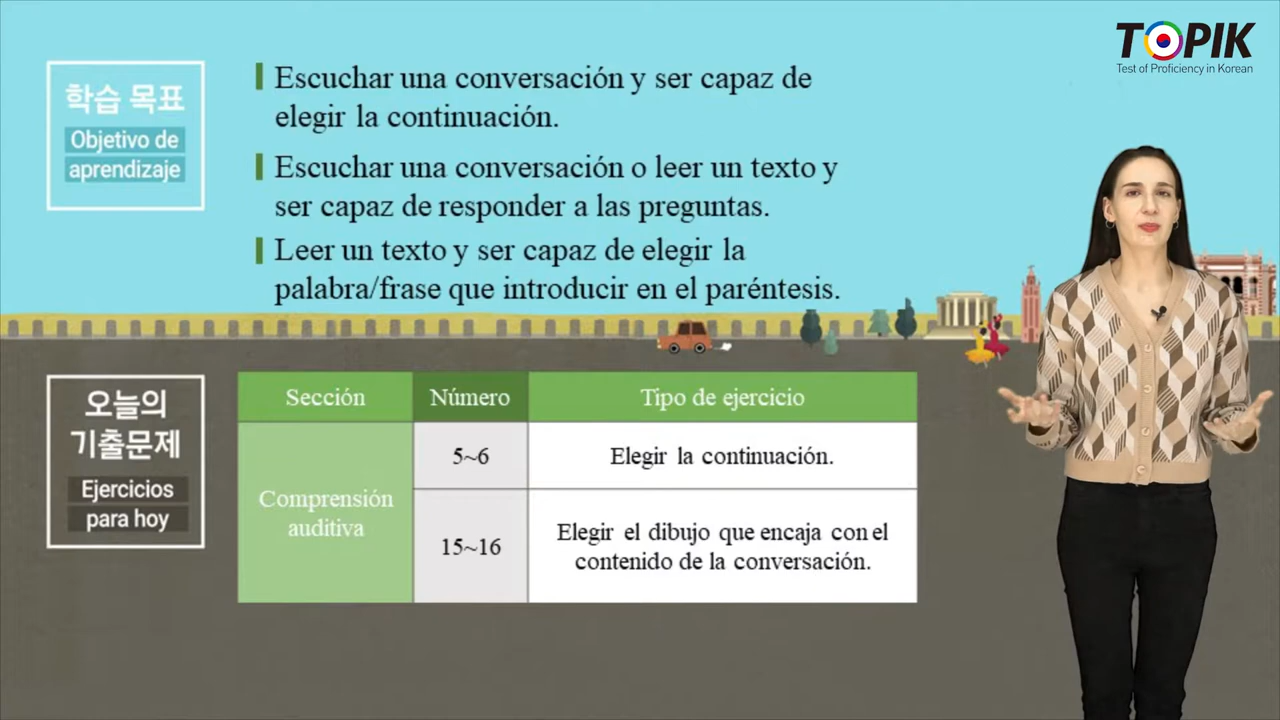 TOPIK
Test of Proficiency in Korean
학습 목표
Objetivo de
aprendizaje
Escuchar una conversación y ser capaz de
elegir la continuación.
Escuchar una conversación o leer un texto y
ser capaz de responder a las preguntas.
Leer un texto y ser capaz de elegir la
palabra/frase que introducir en el paréntesis.
오늘의
기출문제
Ejercicios
para hoy
Sección
Número
Tipo de ejercicio
Comprensión
auditiva
5~6
Elegir la continuación.
15~16
Elegir el dibujo que encaja con el
contenido de la conversación.